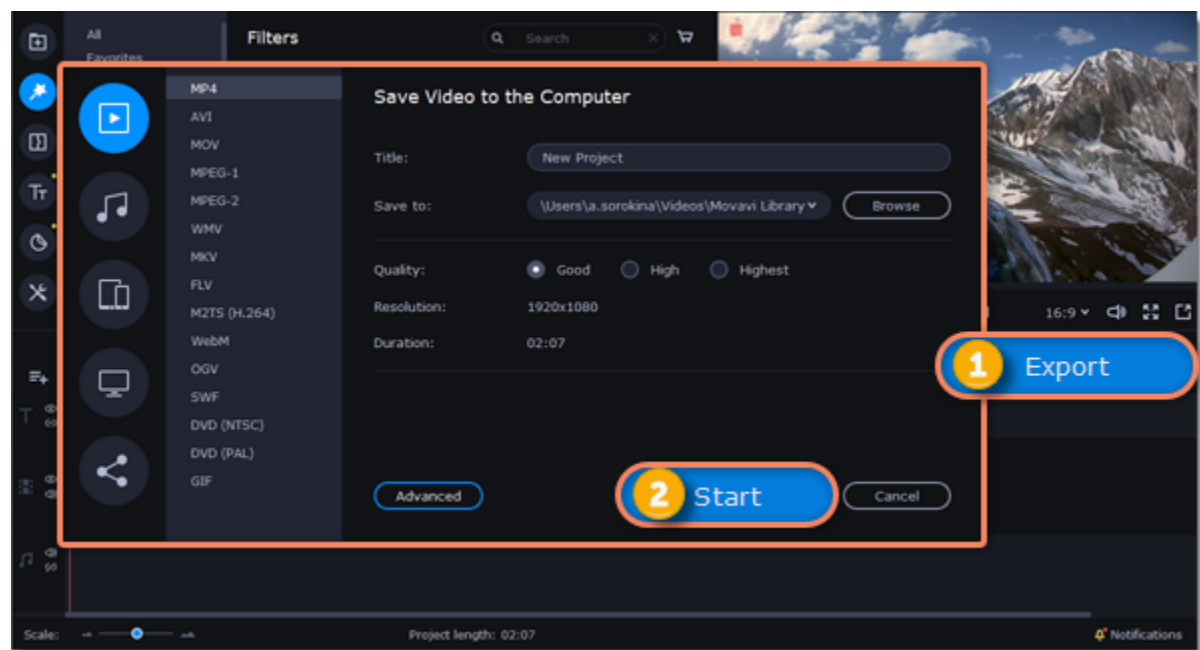 All
Favorites
Filters
Search
MP4
AVI
MOV
MPEG-1
MPEG-2
WMV
MKV
FLV
M2TS (H.264)
WebM
OGV
SWF
DVD (NTSC)
DVD (PAL)
GIF
Save Video to the Computer
Title: New Project
Save to: \Users\a.sorokina\Videos\Movavi Library Browse
Quality: Good High Highest
Resolution: 1920x1080
Duration: 02:07
Advanced
2 Start
Cancel
16:9
1 Export
Tт
T
Scale:
Project length: 02:07
Notifications